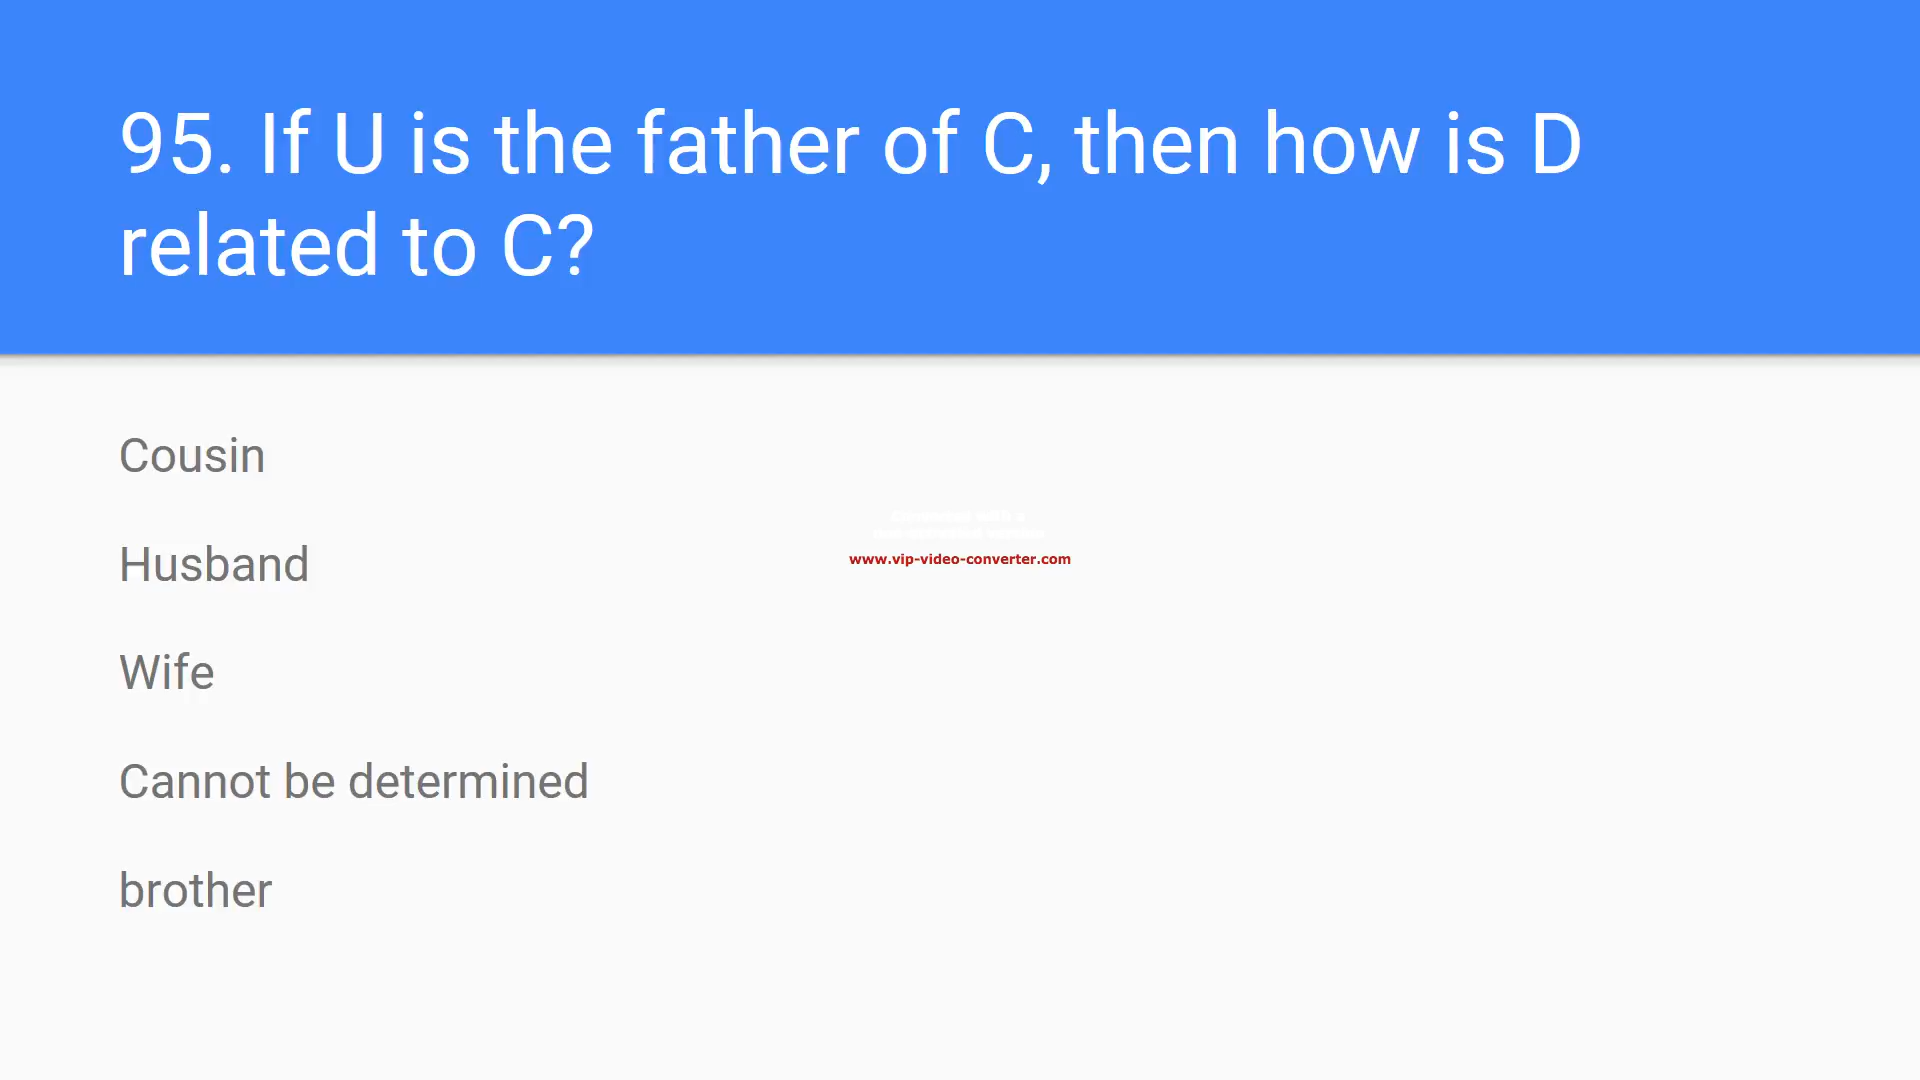 95. If U is the father of C, then how is D
related to C?
Cousin
Husband
www.vip-video-converter.com
Wife
Cannot be determined
brother